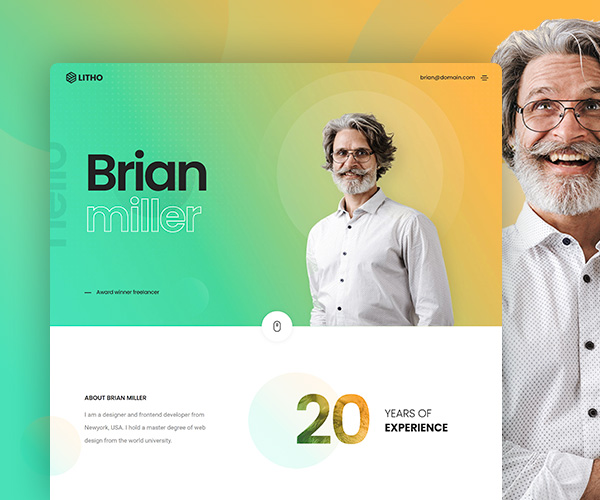 LITHO
brian@domain.com
hello
Brian
miller
Award winner freelancer
ABOUT BRIAN MILLER
I am a designer and frontend developer from
Newyork, USA. I hold a master degree of web
design from the world university.
20
YEARS OF
EXPERIENCE